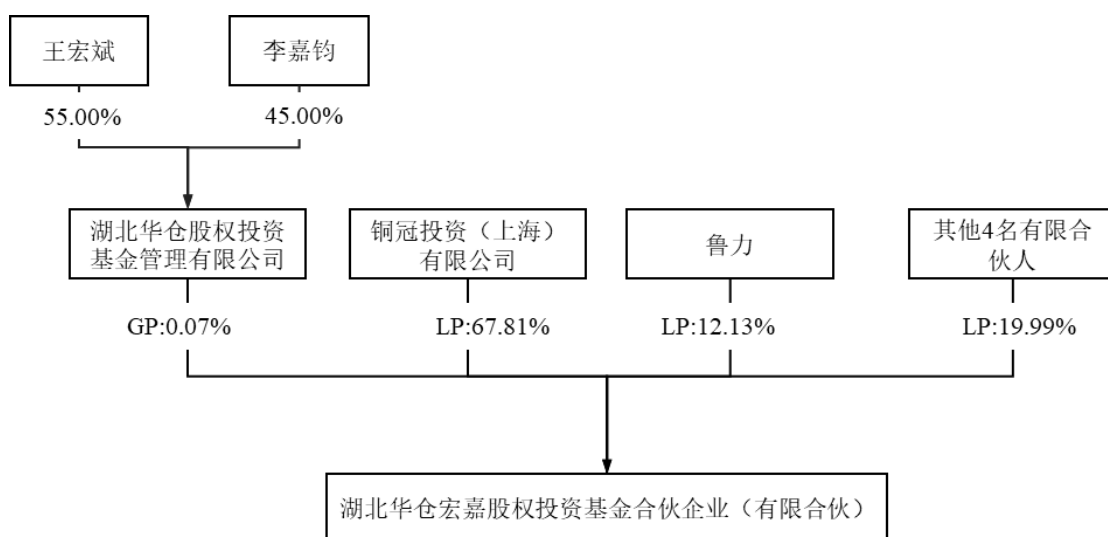 王宏斌
李嘉钧
55.00%
45.00%
湖北华仓股权投资
基金管理有限公司
铜冠投资（上海）
有限公司
鲁力
其他4名有限合
伙人
GP:0.07%
LP:67.81%
LP:12.13%
LP:19.99%
湖北华仓宏嘉股权投资基金合伙企业（有限合伙）